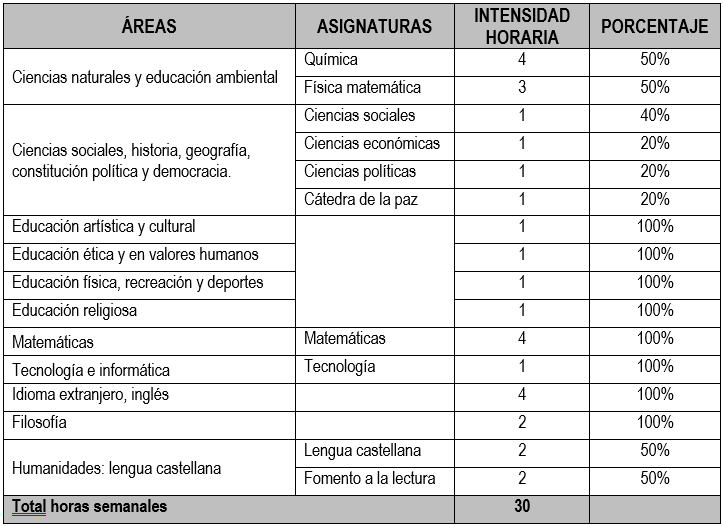 ÁREAS ASIGNATURAS INTENSIDAD HORARIA PORCENTAJE
Ciencias naturales y educación ambiental Química 4 50%
Física matemática 3 50%
Ciencias sociales, historia, geografía, constitución política y democracia. Ciencias sociales 1 40%
Ciencias económicas 1 20%
Ciencias políticas 1 20%
Cátedra de la paz 1 20%
Educación artística y cultural 1 100%
Educación ética y en valores humanos 1 100%
Educación física, recreación y deportes 1 100%
Educación religiosa 1 100%
Matemáticas Matemáticas 4 100%
Tecnología e informática Tecnología 1 100%
Idioma extranjero, inglés 4 100%
Filosofía 2 100%
Humanidades: lengua castellana Lengua castellana 2 50%
Fomento a la lectura 2 50%
Total horas semanales 30